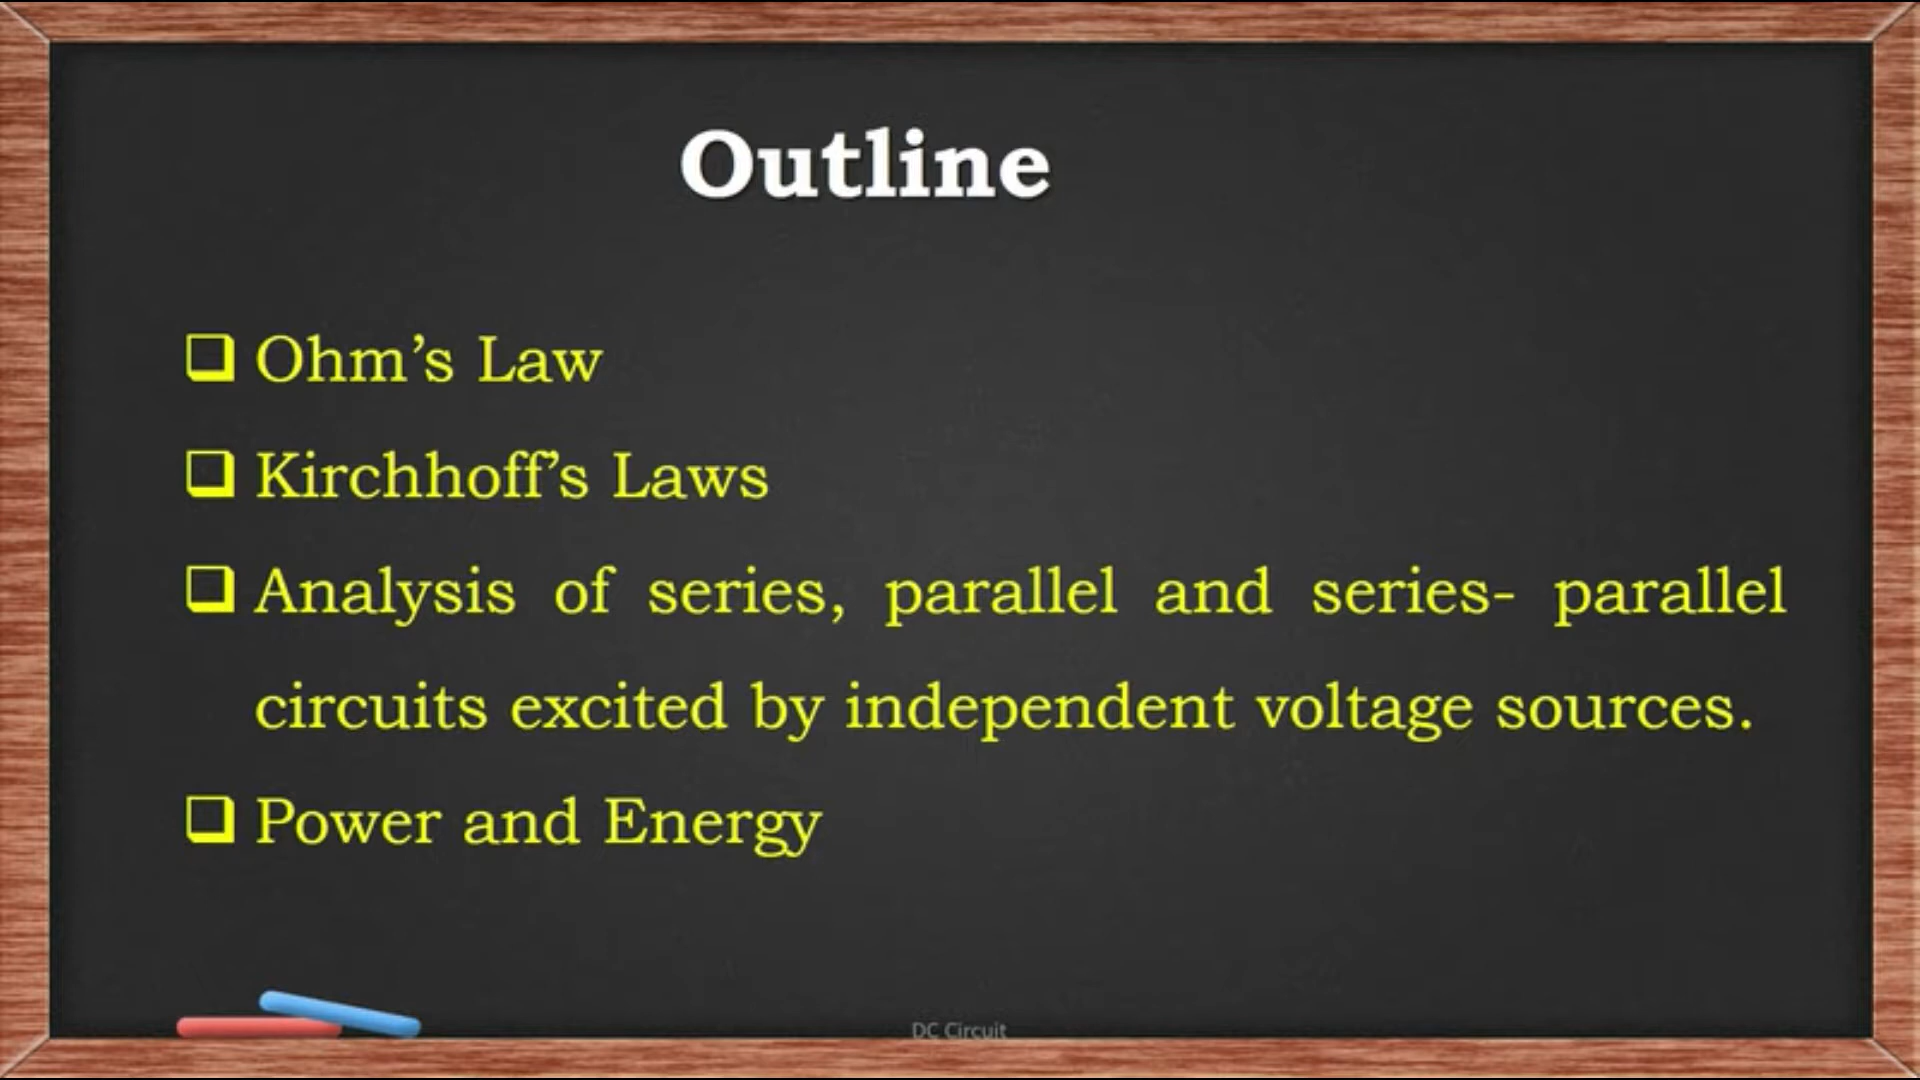 Outline
❑ Ohm’s Law
❑ Kirchhoff’s Laws
❑ Analysis of series, parallel and series- parallel
circuits excited by independent voltage sources.
❑ Power and Energy
DC Circuit